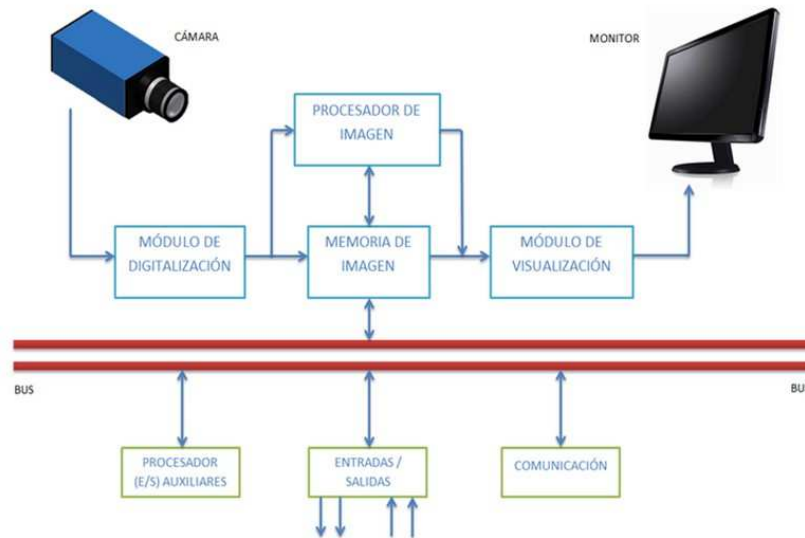 CÁMARA
MONITOR
PROCESADOR DE
IMAGEN
MÓDULO DE
DIGITALIZACIÓN
MEMORIA DE
IMAGEN
MÓDULO DE
VISUALIZACIÓN
BUS
BU
PROCESADOR
(E/S) AUXILIARES
ENTRADAS /
SALIDAS
COMUNICACIÓN